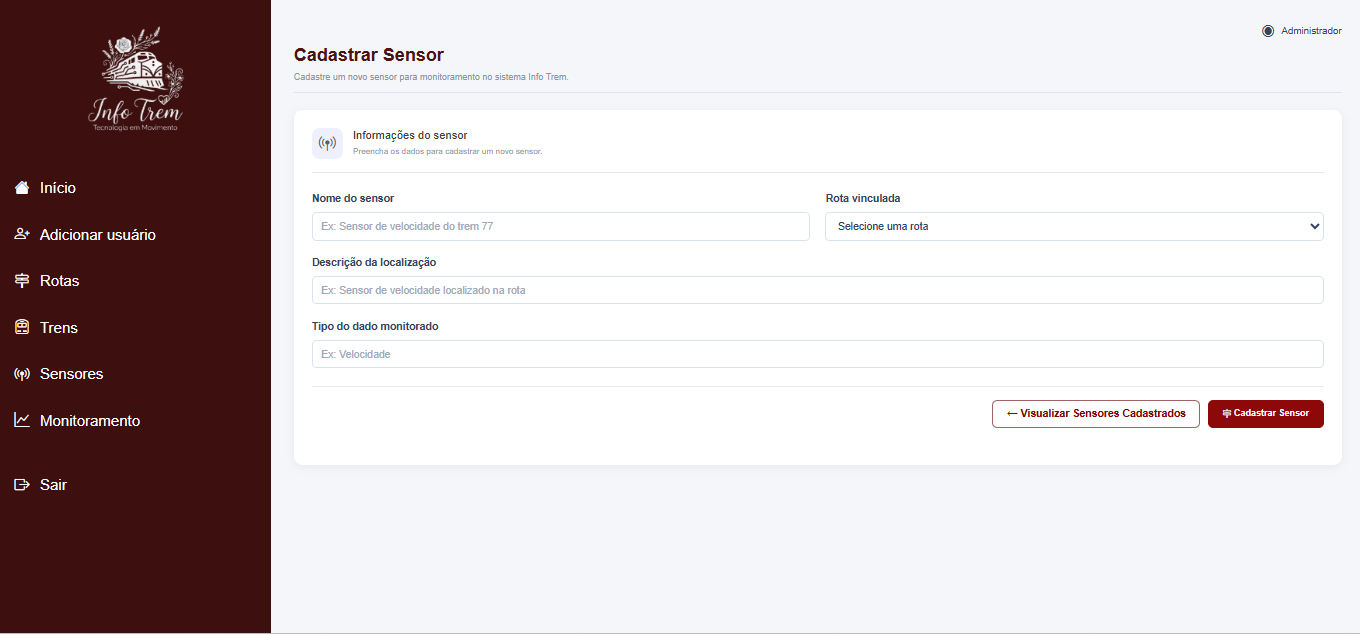 Info Trem
Tecnologia em Movimento
Início
Adicionar usuário
Rotas
Trens
Sensores
Monitoramento
Sair
Administrador
Cadastrar Sensor
Cadastre um novo sensor para monitoramento no sistema Info Trem.
Informações do sensor
Preencha os dados para cadastrar um novo sensor.
Nome do sensor
Ex: Sensor de velocidade do trem 77
Rota vinculada
Selecione uma rota
Descrição da localização
Ex: Sensor de velocidade localizado na rota
Tipo do dado monitorado
Ex: Velocidade
← Visualizar Sensores Cadastrados
Cadastrar Sensor